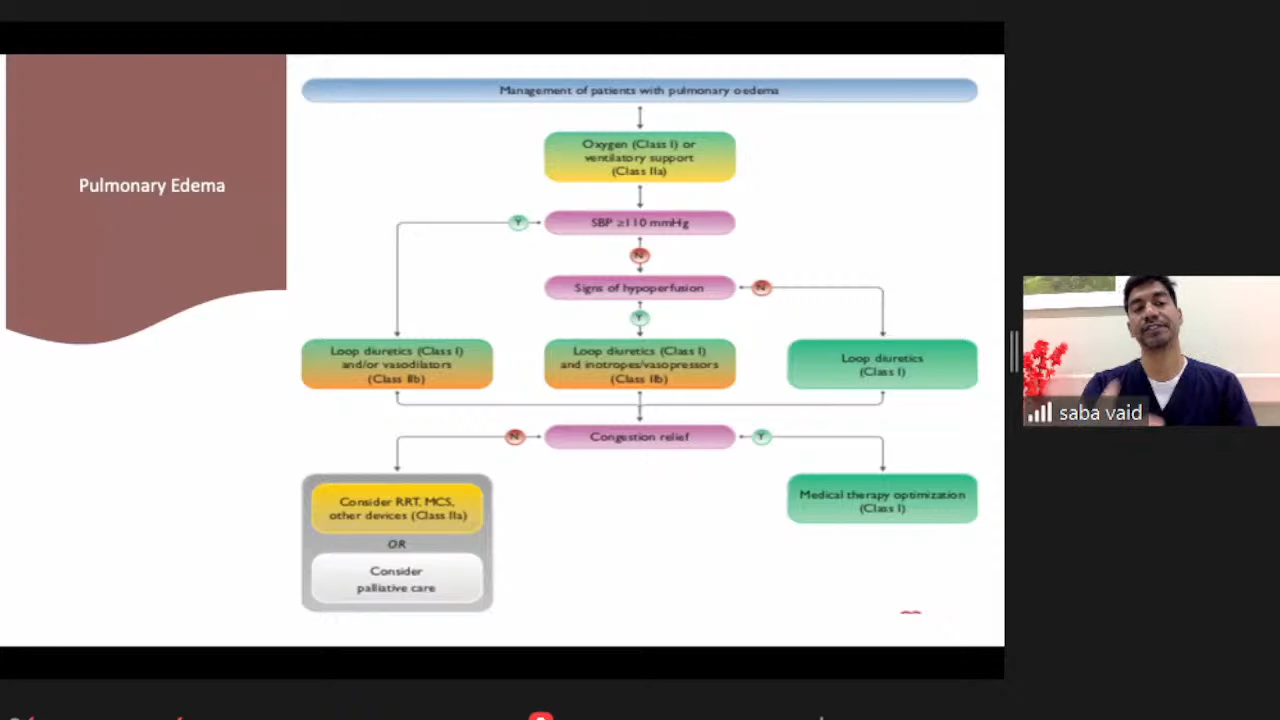 Pulmonary Edema
Management of patients with pulmonary oedema
Oxygen (Class I) or
ventilatory support
(Class IIa)
SBP ≥110 mmHg
Y
N
Signs of hypoperfusion
N
Y
Loop diuretics (Class I)
and/or vasodilators
(Class IIb)
Loop diuretics (Class I)
and inotropes/vasopressors
(Class IIb)
Loop diuretics
(Class I)
Congestion relief
N
Y
Consider RRT, MCS,
other devices (Class IIa)
OR
Consider
palliative care
Medical therapy optimization
(Class I)
saba vaid